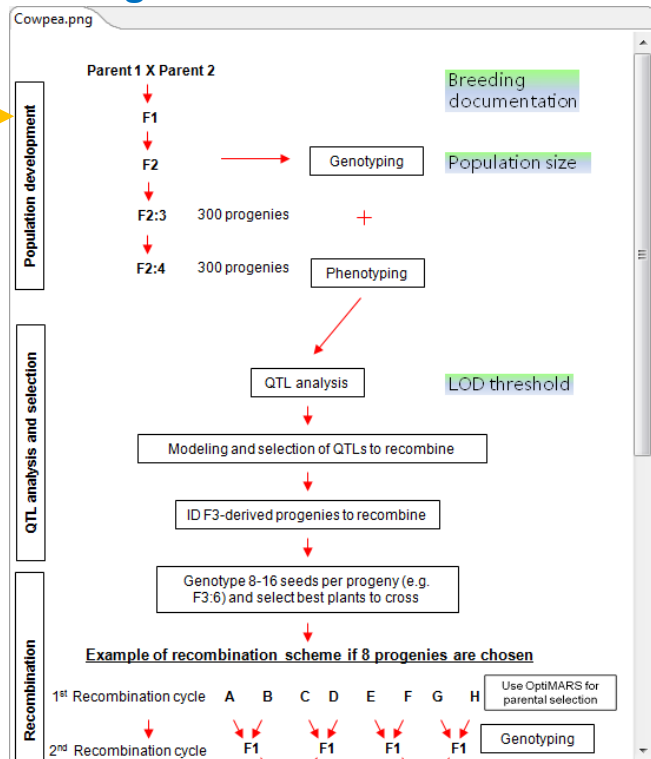 Cowpea.png
Parent 1 X Parent 2
Breeding
documentation
F1
F2
Genotyping
Population size
F2:3 300 progenies
+
F2:4 300 progenies
Phenotyping
Population development
QTL analysis
LOD threshold
Modeling and selection of QTLs to recombine
ID F3-derived progenies to recombine
QTL analysis and selection
Genotype 8-16 seeds per progeny (e.g.
F3:6) and select best plants to cross
Example of recombination scheme if 8 progenies are chosen
Recombination
1st Recombination cycle A B C D E F G H
Use OptiMARS for
parental selection
2nd Recombination cycle F1 F1 F1 F1
Genotyping